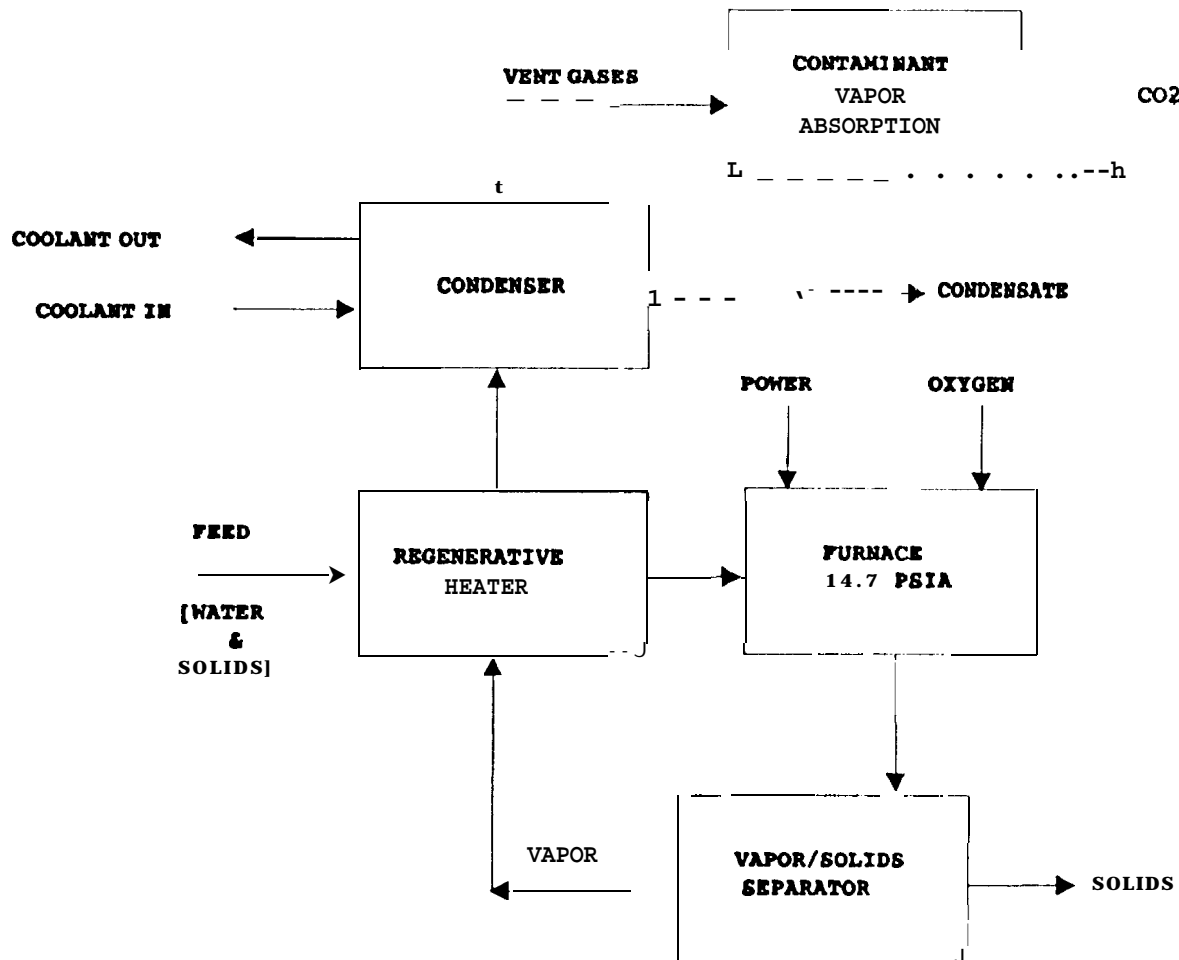 CONTAMINANT
VENT GASES
VAPOR
ABSORPTION
CO2
COOLANT OUT
CONDENSER
COOLANT IN
CONDENSATE
POWER
OXYGEN
FEED
REGENERATIVE
HEATER
FURNACE
14.7 PSIA
[WATER
&
SOLIDS]
VAPOR
VAPOR/SOLIDS
SEPARATOR
SOLIDS